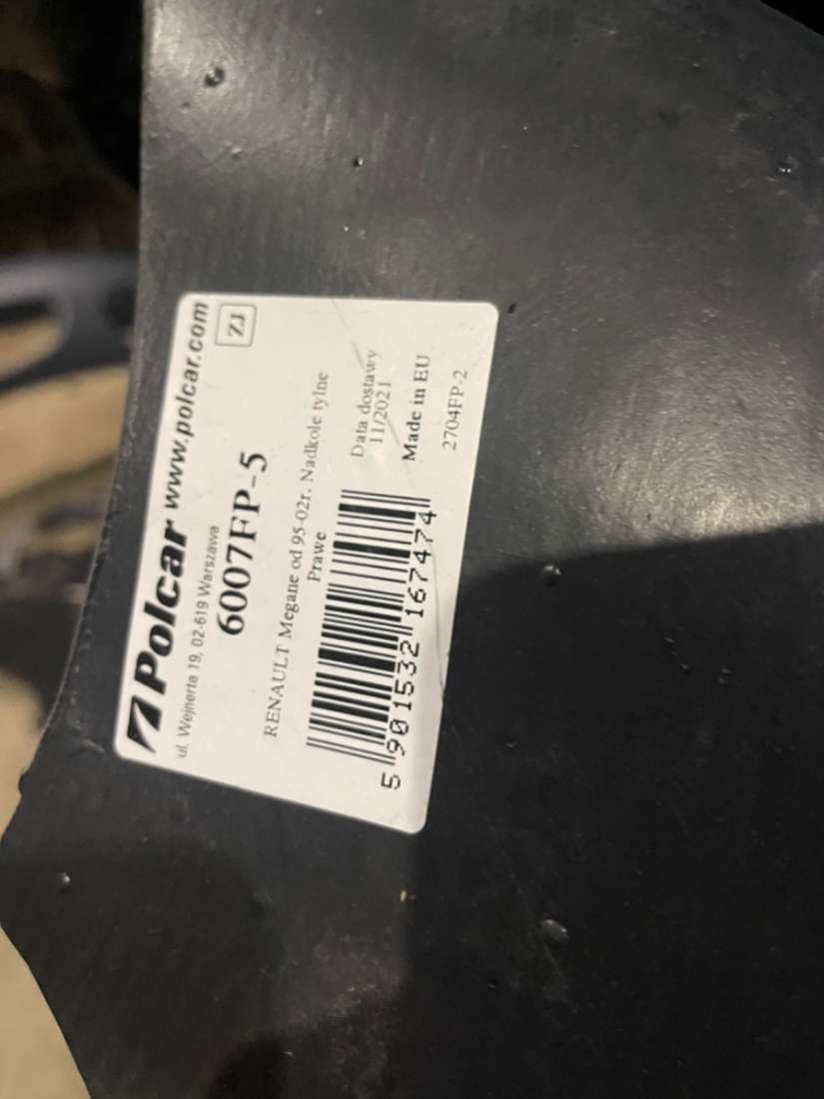 Polcar www.polcar.com
ul. Wejnerta 19, 02-619 Warszawa
ZJ
6007FP-5
RENAULT Megane od 95-02r. Nadkole tylne
Prawe
Data dostawy
11/2021
Made in EU
5 901532 167474
2704FP-2